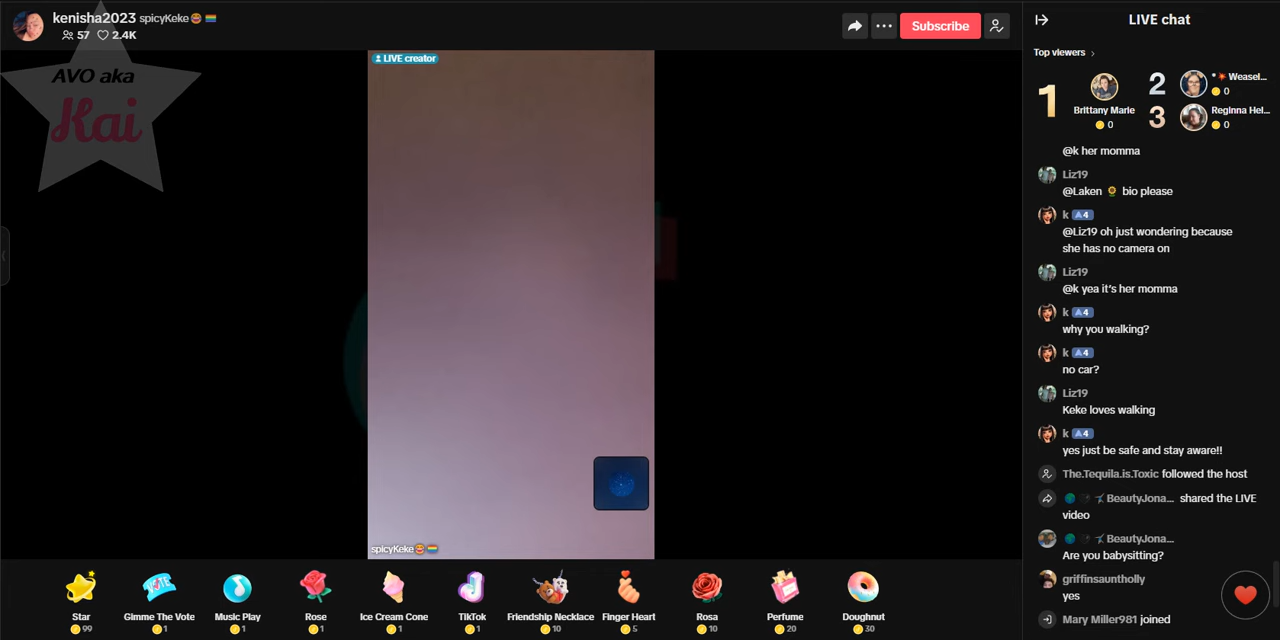 kenisha2023 spicyKeke
57 2.4K
Subscribe
AVO aka
Kai
LIVE creator
spicyKeke
Star
99
Gimme The Vote
1
Music Play
1
Rose
1
Ice Cream Cone
1
TikTok
1
Friendship Necklace
10
Finger Heart
5
Rosa
10
Perfume
20
Doughnut
30
LIVE chat
Top viewers
1
Brittany Marie
0
2
Weasel...
0
3
Reginna Hel...
0
@k her momma
Liz19
@Laken 🌻 bio please
k 4
@Liz19 oh just wondering because
she has no camera on
Liz19
@k yea it's her momma
k 4
why you walking?
k 4
no car?
Liz19
Keke loves walking
k 4
yes just be safe and stay aware!!
The.Tequila.is.Toxic followed the host
BeautyJona... shared the LIVE
video
BeautyJona...
Are you babysitting?
griffinsauntholly
yes
Mary Miller981 joined